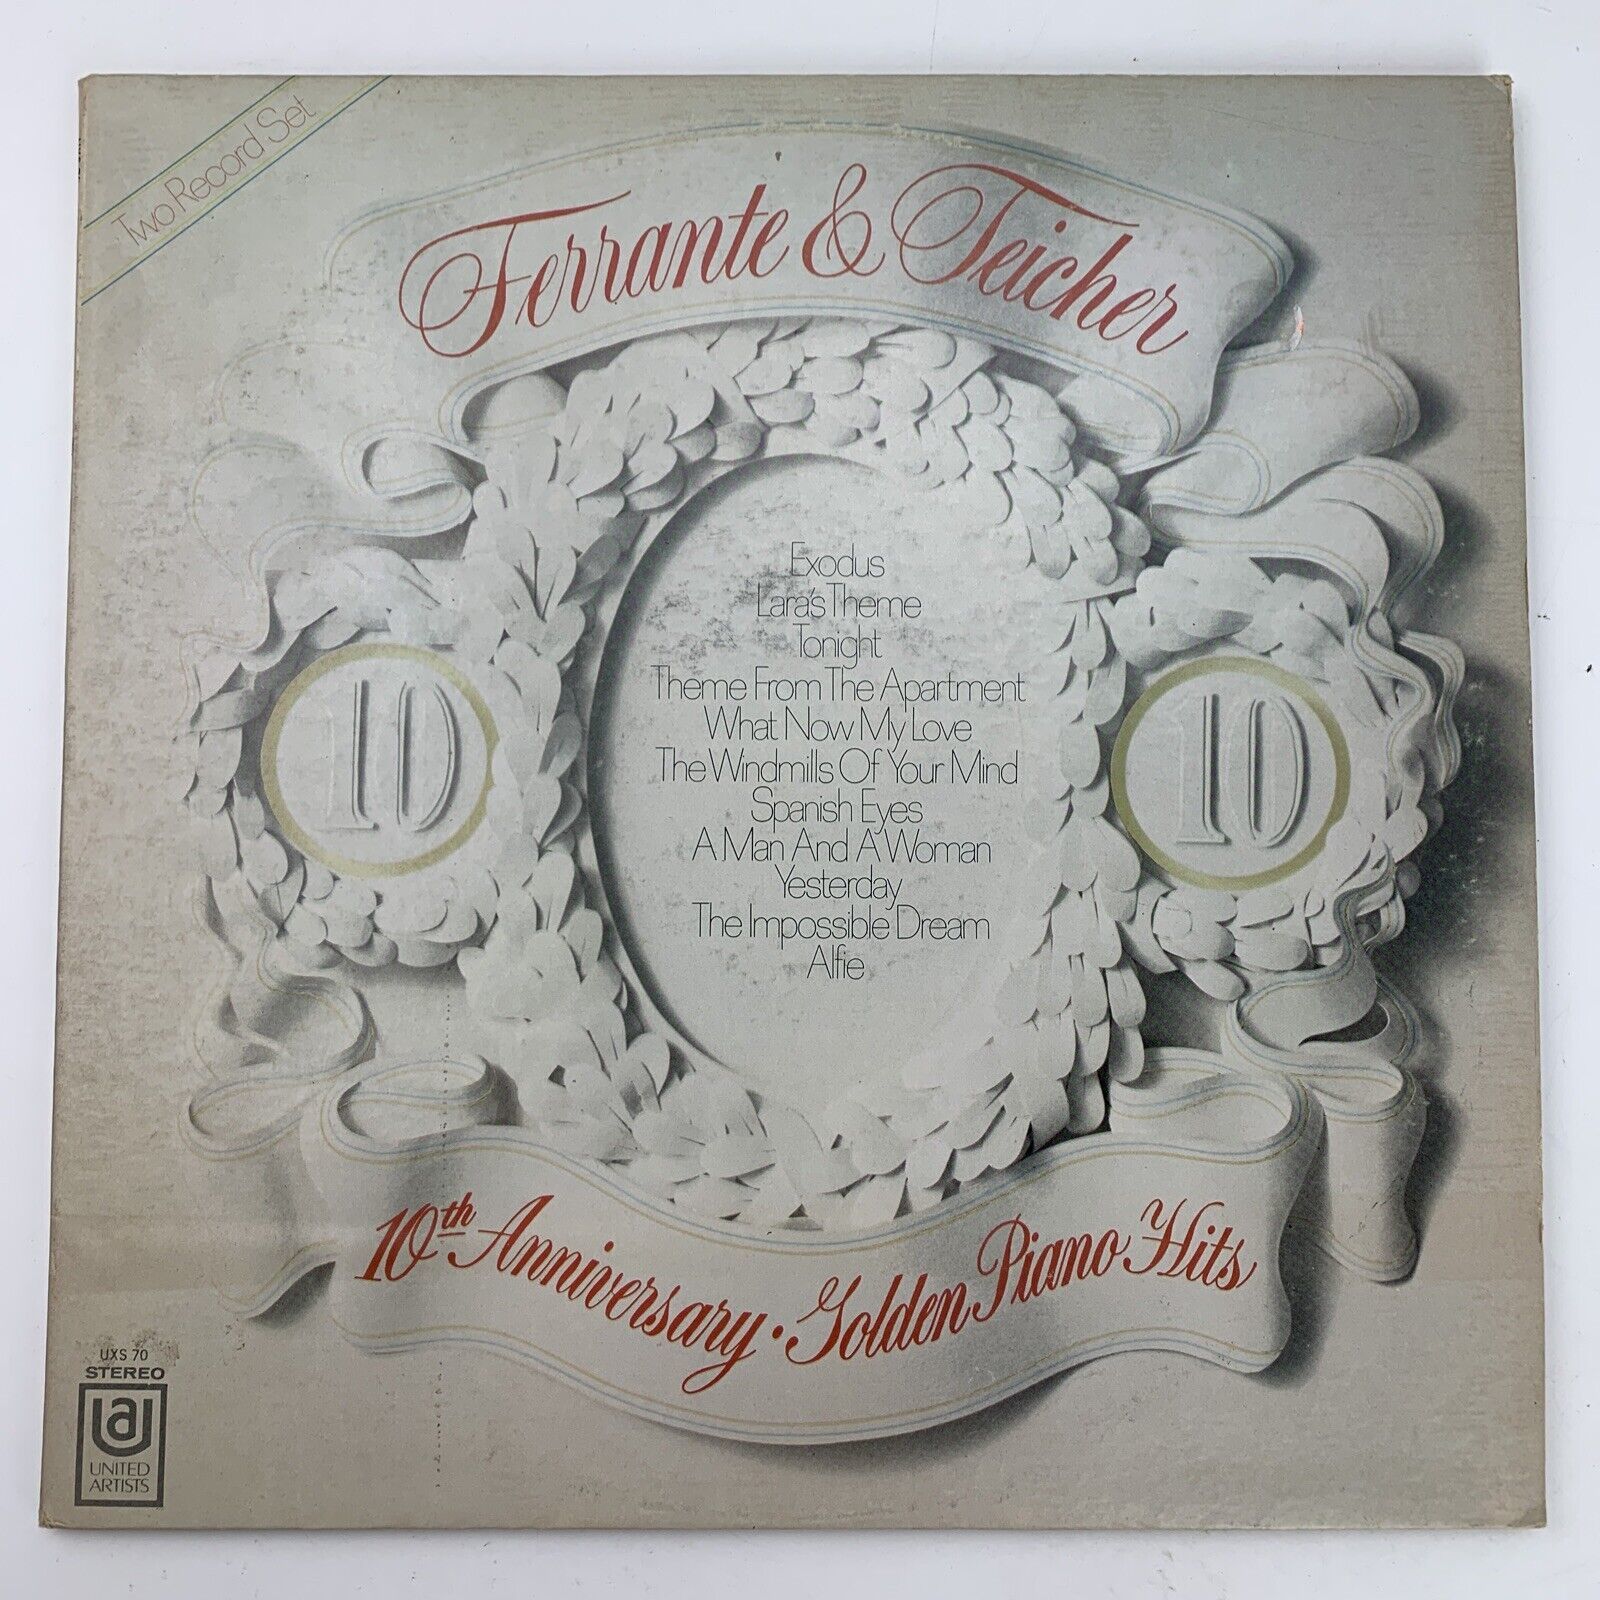 Two Record Set
Ferrante & Teicher
Exodus
Lara's Theme
Tonight
Theme From The Apartment
What Now My Love
The Windmills Of Your Mind
Spanish Eyes
A Man And A Woman
Yesterday
The Impossible Dream
Alfie
10
10
10th Anniversary · Golden Piano Hits
UXS 70
STEREO
ua
UNITED
ARTISTS